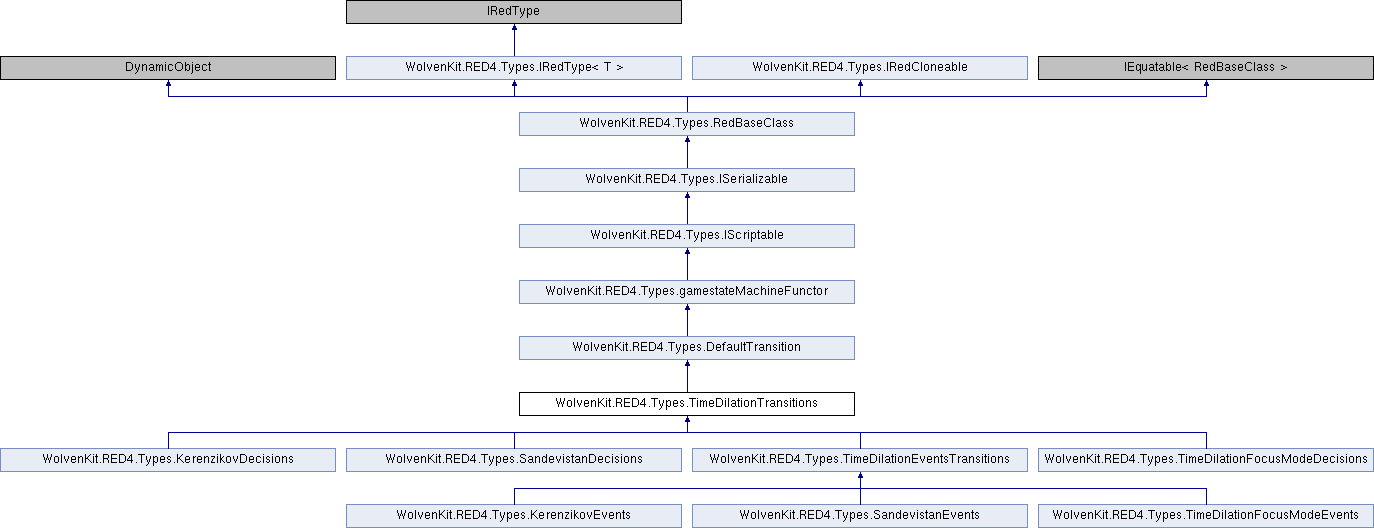 IRedType
DynamicObject
WolvenKit.RED4.Types.IRedType< T >
WolvenKit.RED4.Types.IRedCloneable
IEquatable< RedBaseClass >
WolvenKit.RED4.Types.RedBaseClass
WolvenKit.RED4.Types.ISerializable
WolvenKit.RED4.Types.IScriptable
WolvenKit.RED4.Types.gamestateMachineFunctor
WolvenKit.RED4.Types.DefaultTransition
WolvenKit.RED4.Types.TimeDilationTransitions
WolvenKit.RED4.Types.KerenzikovDecisions
WolvenKit.RED4.Types.SandevistanDecisions
WolvenKit.RED4.Types.TimeDilationEventsTransitions
WolvenKit.RED4.Types.TimeDilationFocusModeDecisions
WolvenKit.RED4.Types.KerenzikovEvents
WolvenKit.RED4.Types.SandevistanEvents
WolvenKit.RED4.Types.TimeDilationFocusModeEvents